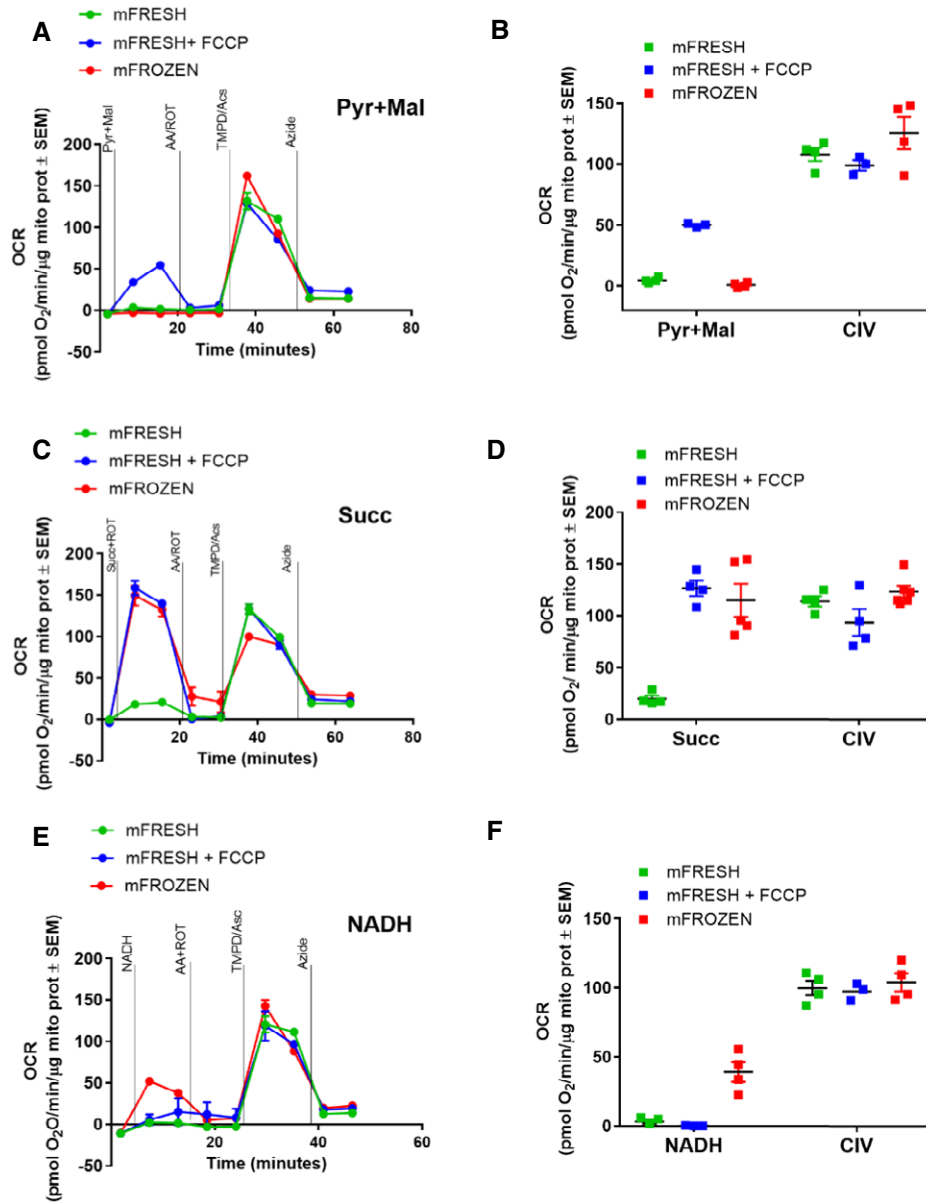 A
mFRESH
mFRESH+ FCCP
mFROZEN
Pyr+Mal
Pyr+Mal
AA/ROT
TMPD/Acs
Azide
OCR
(pmol O₂/min/µg mito prot ± SEM)
200
150
100
50
0
-50
20
40
60
80
Time (minutes)
B
mFRESH
mFRESH + FCCP
mFROZEN
OCR
(pmol O₂/min/µg mito prot ± SEM)
150
100
50
0
Pyr+Mal
CIV
C
mFRESH
mFRESH + FCCP
mFROZEN
Succ
Succ+ROT
AA/ROT
TMPD/Acs
Azide
OCR
(pmol O₂/min/µg mito prot ± SEM)
200
150
100
50
0
-50
20
40
60
80
Time (minutes)
D
mFRESH
mFRESH + FCCP
mFROZEN
OCR
(pmol O₂/ min/µg mito prot ± SEM)
200
150
100
50
0
Succ
CIV
E
mFRESH
mFRESH + FCCP
mFROZEN
NADH
NADH
AA+ROT
TMPD/Asc
Azide
OCR
(pmol O₂O/min/µg mito prot ± SEM)
200
150
100
50
0
-50
20
40
60
Time (minutes)
F
mFRESH
mFRESH + FCCP
mFROZEN
OCR
(pmol O₂/min/µg mito prot ± SEM)
150
100
50
0
NADH
CIV